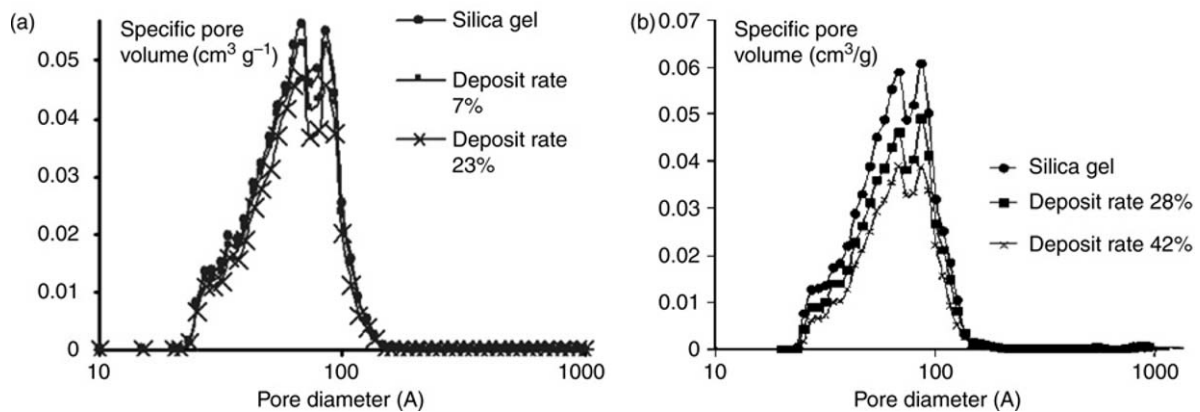 (a)
Specific pore
volume (cm³ g⁻¹)
Silica gel
Deposit rate
7%
Deposit rate
23%
0.05
0.04
0.03
0.02
0.01
0
10
100
1000
Pore diameter (A)
(b)
0.07
Specific pore
volume (cm³/g)
0.06
0.05
0.04
0.03
0.02
0.01
0
Silica gel
Deposit rate 28%
Deposit rate 42%
10
100
1000
Pore diameter (A)